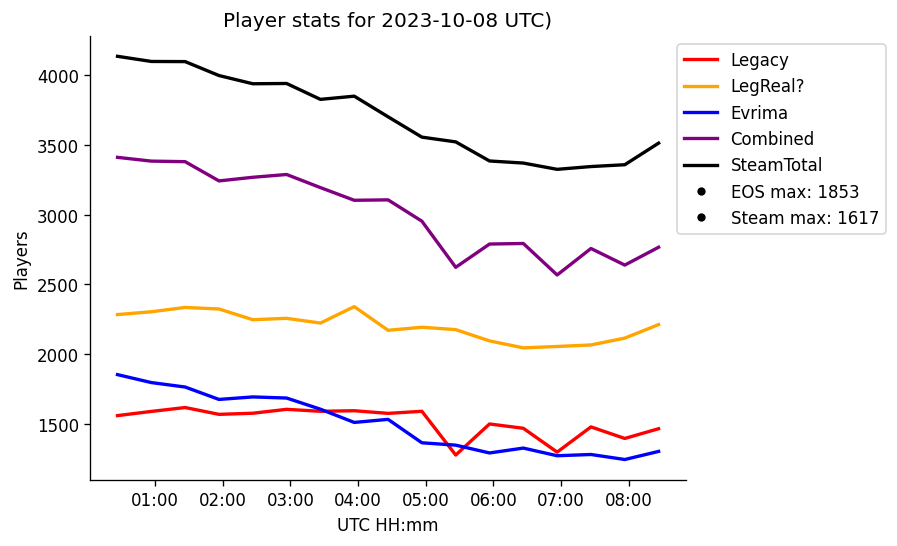 Player stats for 2023-10-08 UTC)
Legacy
LegReal?
Evrima
Combined
SteamTotal
EOS max: 1853
Steam max: 1617
Players
4000
3500
3000
2500
2000
1500
01:00 02:00 03:00 04:00 05:00 06:00 07:00 08:00
UTC HH:mm